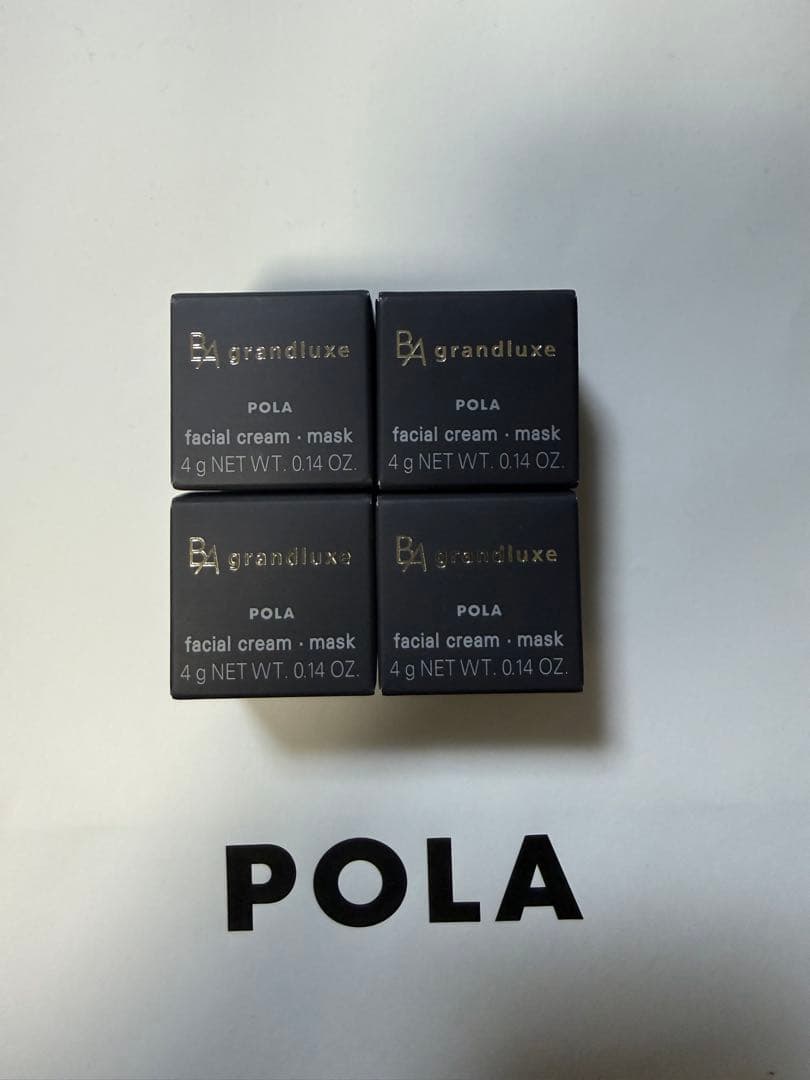 BA grandluxe
POLA
facial cream · mask
4 g NET WT. 0.14 OZ.
BA grandluxe
POLA
facial cream · mask
4 g NET WT. 0.14 OZ.
BA grandluxe
POLA
facial cream · mask
4 g NET WT. 0.14 OZ.
BA grandluxe
POLA
facial cream · mask
4 g NET WT. 0.14 OZ.
POLA